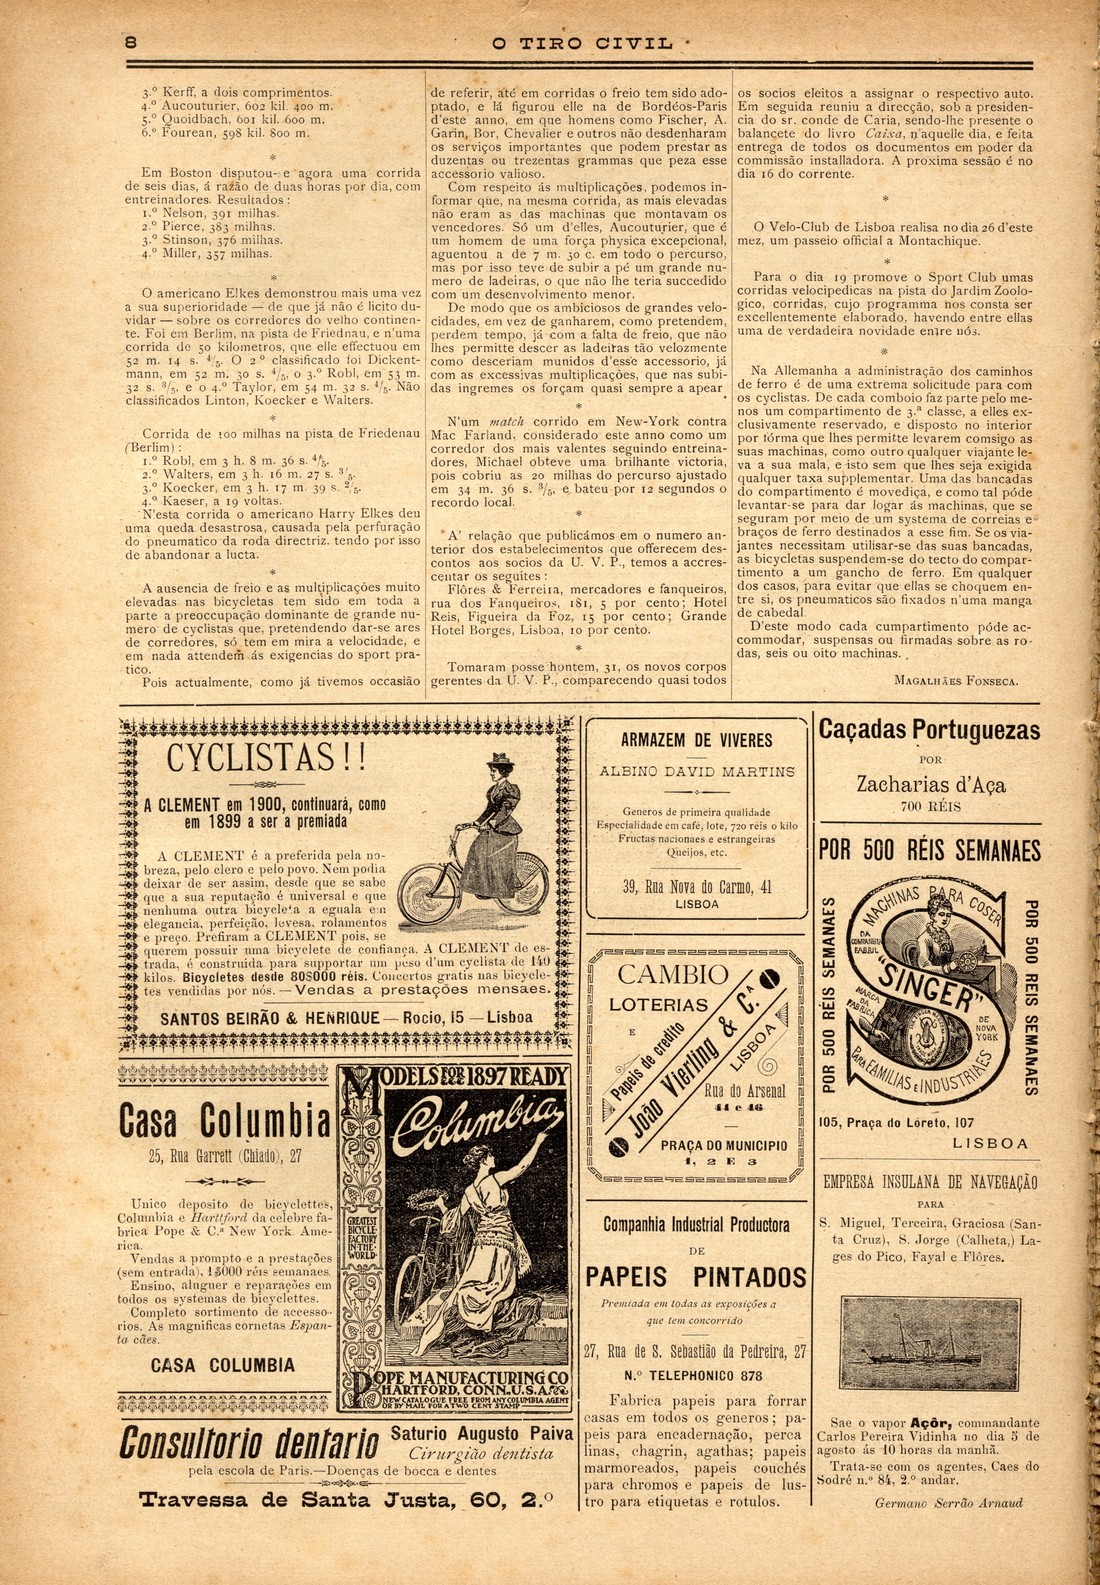 8
O TIRO CIVIL
3.º Kerff, a dois comprimentos.
4.º Aucouturier, 602 kil. 400 m.
5.º Quoidbach, 601 kil. 600 m.
6.º Fourean, 598 kil. 800 m.
*
Em Boston disputou-se agora uma corrida
de seis dias, á razão de duas horas por dia, com
entreinadores. Resultados:
1.º Nelson, 391 milhas.
2.º Pierce, 383 milhas.
3.º Stinson, 376 milhas.
4.º Miller, 357 milhas.
*
O americano Elkes demonstrou mais uma vez
a sua superioridade — de que já não é licito du-
vidar — sobre os corredores do velho continen-
te. Foi em Berlim, na pista de Friednau, e n'uma
corrida de 50 kilometros, que elle effectuou em
52 m. 14 s. 4/5. O 2.º classificado foi Dickent-
mann, em 52 m. 30 s. 4/5, o 3.º Robl, em 53 m.
32 s. 3/5, e o 4.º Taylor, em 54 m. 32 s. 4/5. Não
classificados Linton, Koecker e Walters.
*
Corrida de 100 milhas na pista de Friedenau
(Berlim):
1.º Robl, em 3 h. 8 m. 36 s. 4/5.
2.º Walters, em 3 h. 16 m. 27 s. 3/5.
3.º Koecker, em 3 h. 17 m. 39 s. 2/5.
4.º Kaeser, a 19 voltas.
N'esta corrida o americano Harry Elkes deu
uma queda desastrosa, causada pela perfuração
do pneumatico da roda directriz, tendo por isso
de abandonar a lucta.
*
A ausencia de freio e as multiplicações muito
elevadas nas bicycletas tem sido em toda a
parte a preoccupação dominante de grande nu-
mero de cyclistas que, pretendendo dar-se ares
de corredores, só tem em mira a velocidade, e
em nada attendem ás exigencias do sport pra-
tico.
Pois actualmente, como já tivemos occasião
de referir, até em corridas o freio tem sido ado-
ptado, e lá figurou elle na de Bordéos-Paris
d'este anno, em que homens como Fischer, A.
Garin, Bor, Chevalier e outros não desdenharam
os serviços importantes que podem prestar as
duzentas ou trezentas grammas que peza esse
accessorio valioso.
Com respeito ás multiplicações, podemos in-
formar que, na mesma corrida, as mais elevadas
não eram as das machinas que montavam os
vencedores. Só um d'elles, Aucouturier, que é
um homem de uma força physica excepcional,
aguentou a de 7 m. 30 c. em todo o percurso,
mas por isso teve de subir a pé um grande nu-
mero de ladeiras, o que não lhe teria succedido
com um desenvolvimento menor.
De modo que os ambiciosos de grandes velo-
cidades, em vez de ganharem, como pretendem,
perdem tempo, já com a falta de freio, que não
lhes permitte descer as ladeiras tão velozmente
como desceriam munidos d'esse accessorio, já
com as excessivas multiplicações, que nas subi-
das ingremes os forçam quasi sempre a apear.
*
N'um match corrido em New-York contra
Mac Farland, considerado este anno como um
corredor dos mais valentes seguindo entreina-
dores, Michael obteve uma brilhante victoria,
pois cobriu as 20 milhas do percurso ajustado
em 34 m. 36 s. 3/5, e bateu por 12 segundos o
recordo local.
*
A' relação que publicámos em o numero an-
terior dos estabelecimentos que offerecem des-
contos aos socios da U. V. P., temos a accres-
centar os seguites:
Flôres & Ferreira, mercadores e fanqueiros,
rua dos Fanqueiros, 181, 5 por cento; Hotel
Reis, Figueira da Foz, 15 por cento; Grande
Hotel Borges, Lisboa, 10 por cento.
*
Tomaram posse hontem, 31, os novos corpos
gerentes da U. V. P., comparecendo quasi todos
os socios eleitos a assignar o respectivo auto.
Em seguida reuniu a direcção, sob a presiden-
cia do sr. conde de Caria, sendo-lhe presente o
balancete do livro Caixa, n'aquelle dia, e feita
entrega de todos os documentos em poder da
commissão installadora. A proxima sessão é no
dia 16 do corrente.
*
O Velo-Club de Lisboa realisa no dia 26 d'este
mez, um passeio official a Montachique.
*
Para o dia 19 promove o Sport Club umas
corridas velocipedicas na pista do Jardim Zoolo-
gico, corridas, cujo programma nos consta ser
excellentemente elaborado, havendo entre ellas
uma de verdadeira novidade entre nós.
*
Na Allemanha a administração dos caminhos
de ferro é de uma extrema solicitude para com
os cyclistas. De cada comboio faz parte pelo me-
nos um compartimento de 3.ª classe, a elles ex-
clusivamente reservado, e disposto no interior
por fórma que lhes permitte levarem comsigo as
suas machinas, como outro qualquer viajante le-
va a sua mala, e isto sem que lhes seja exigida
qualquer taxa supplementar. Uma das bancadas
do compartimento é movediça, e como tal póde
levantar-se para dar logar ás machinas, que se
seguram por meio de um systema de correias e
braços de ferro destinados a esse fim. Se os via-
jantes necessitam utilisar-se das suas bancadas,
as bicycletas suspendem-se do tecto do compar-
timento a um gancho de ferro. Em qualquer
dos casos, para evitar que ellas se choquem en-
tre si, os pneumaticos são fixados n'uma manga
de cabedal.
D'este modo cada cumpartimento póde ac-
commodar, suspensas ou firmadas sobre as ro-
das, seis ou oito machinas.
MAGALHÃES FONSECA.
CYCLISTAS!!
A CLEMENT em 1900, continuará, como
em 1899 a ser a premiada
A CLEMENT é a preferida pela no-
breza, pelo clero e pelo povo. Nem podia
deixar de ser assim, desde que se sabe
que a sua reputação é universal e que
nenhuma outra bicycleta a eguala em
elegancia, perfeição, levesa, rolamentos
e preço. Prefiram a CLEMENT pois, se
querem possuir uma bicyclete de confiança. A CLEMENT de es-
trada, é construida para supportar um peso d'um cyclista de 140
kilos. Bicycletes desde 80$000 réis. Concertos gratis nas bicycle-
tes vendidas por nós. — Vendas a prestações mensaes.
SANTOS BEIRÃO & HENRIQUE — Rocio, 15 — Lisboa
Casa Columbia
25, Rua Garrett (Chiado), 27
Unico deposito de bicyclettes,
Columbia e Harttford da celebre fa-
brica Pope & C.ª New York Ame-
rica.
Vendas a prompto e a prestações
(sem entrada), 1$000 réis semanaes.
Ensino, aluguer e reparações em
todos os systemas de bicyclettes.
Completo sortimento de accesso-
rios. As magnificas cornetas Espan-
ta cães.
CASA COLUMBIA
MODELS FOR 1897 READY
Columbia
GREATEST
BICYCLE
FACTORY
IN·THE·
WORLD·
POPE MANUFACTURING CO
HARTFORD, CONN., U.S.A.
NEW CATALOGUE FREE FROM ANY COLUMBIA AGENT
OR BY MAIL FOR A TWO CENT STAMP
Consultorio dentario
Saturio Augusto Paiva
Cirurgião dentista
pela escola de Paris.—Doenças de bocca e dentes
Travessa de Santa Justa, 60, 2.º
ARMAZEM DE VIVERES
ALBINO DAVID MARTINS
Generos de primeira qualidade
Especialidade em café, lote, 720 réis o kilo
Fructas nacionaes e estrangeiras
Queijos, etc.
39, Rua Nova do Carmo, 41
LISBOA
CAMBIO
LOTERIAS
E
Papeis de credito
João Vierling & C.ª
LISBOA
Rua do Arsenal
44 e 46
PRAÇA DO MUNICIPIO
1, 2 E 3
Companhia Industrial Productora
DE
PAPEIS PINTADOS
Premiada em todas as exposições a
que tem concorrido
27, Rua de S. Sebastião da Pedreira, 27
N.º TELEPHONICO 878
Fabrica papeis para forrar
casas em todos os generos; pa-
peis para encadernação, perca
linas, chagrin, agathas; papeis
marmoreados, papeis couchés
para chromos e papeis de lus-
tro para etiquetas e rotulos.
Caçadas Portuguezas
POR
Zacharias d'Aça
700 RÉIS
POR 500 RÉIS SEMANAES
POR 500 RÉIS SEMANAES
POR 500 REIS SEMANAES
MACHINAS PARA COSER
DA
COMPANHIA
FABRIL
"SINGER"
MARCA
DA
FABRICA
DE
NOVA
YORK
PARA FAMILIAS E INDUSTRIAES
105, Praça do Loreto, 107
LISBOA
EMPRESA INSULANA DE NAVEGAÇÃO
PARA
S. Miguel, Terceira, Graciosa (San-
ta Cruz), S. Jorge (Calheta,) La-
ges do Pico, Fayal e Flôres.
Sae o vapor Açôr, commandante
Carlos Pereira Vidinha no dia 5 de
agosto ás 10 horas da manhã.
Trata-se com os agentes, Caes do
Sodré n.º 84, 2.º andar.
Germano Serrão Arnaud